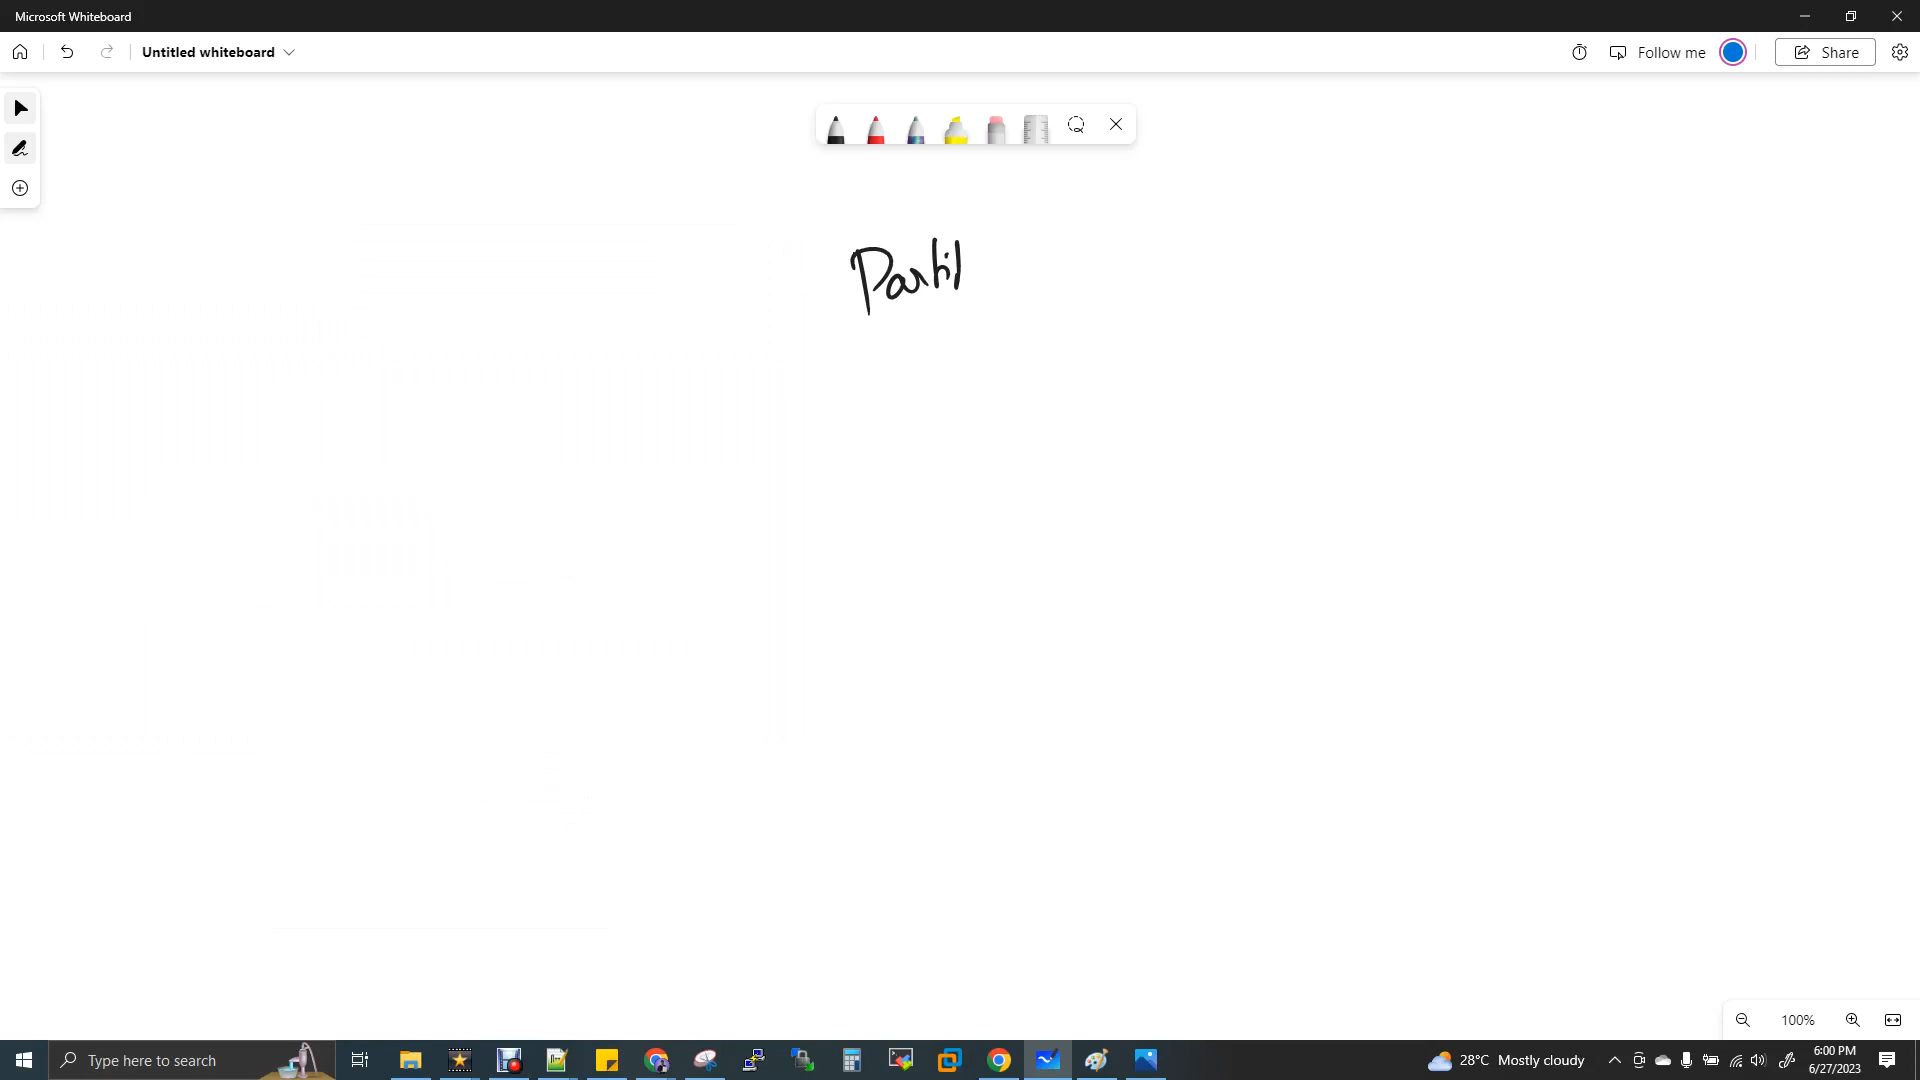 Microsoft Whiteboard
Untitled whiteboard
Follow me
Share
Partil
100%
Type here to search
28°C Mostly cloudy
6:00 PM
6/27/2023